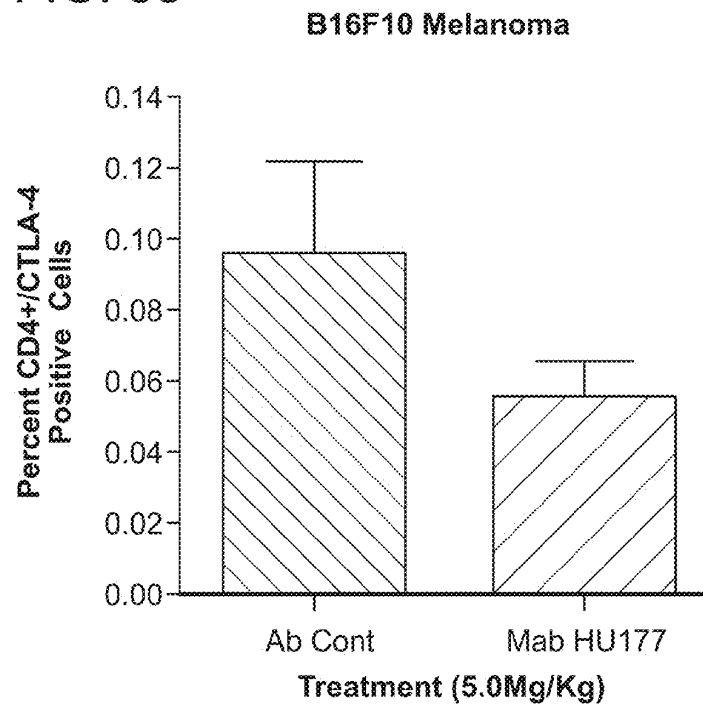 B16F10 Melanoma
0.14
0.12
0.10
0.08
0.06
0.04
0.02
0.00
Percent CD4+/CTLA-4
Positive Cells
Ab Cont
Mab HU177
Treatment (5.0Mg/Kg)